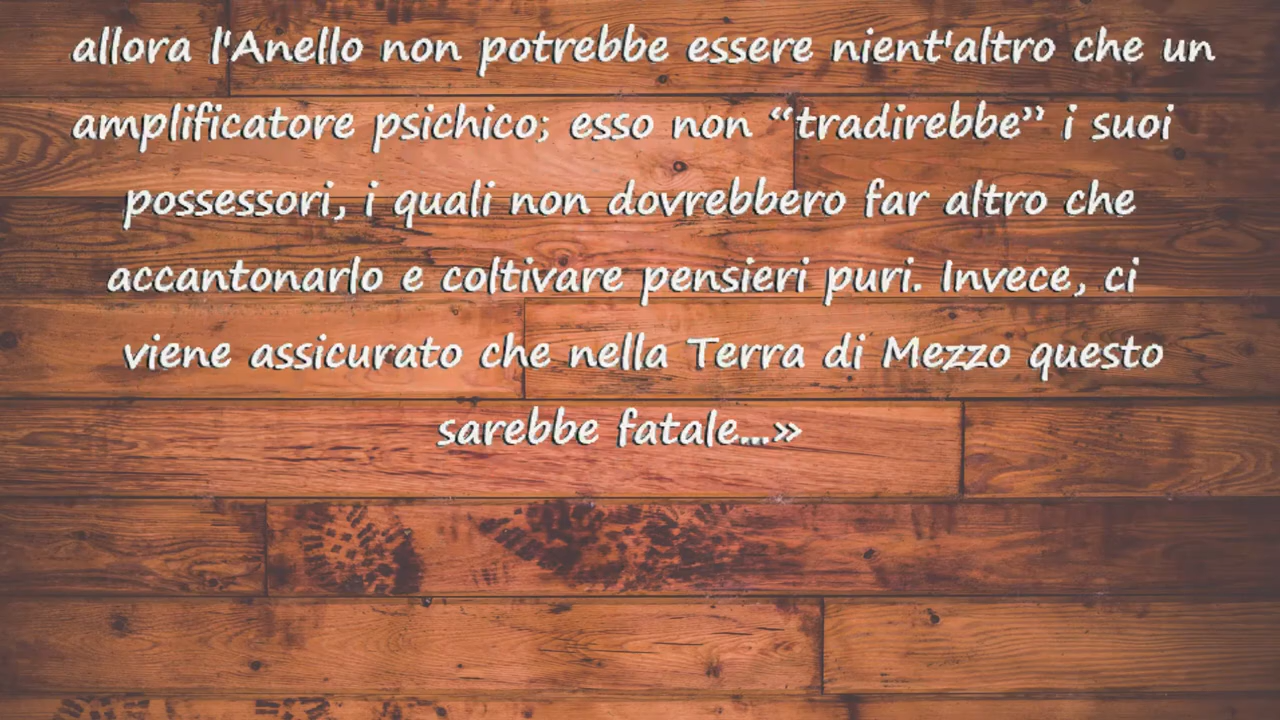 allora l'Anello non potrebbe essere nient'altro che un
amplificatore psichico; esso non “tradirebbe” i suoi
possessori, i quali non dovrebbero far altro che
accantonarlo e coltivare pensieri puri. Invece, ci
viene assicurato che nella Terra di Mezzo questo
sarebbe fatale...»